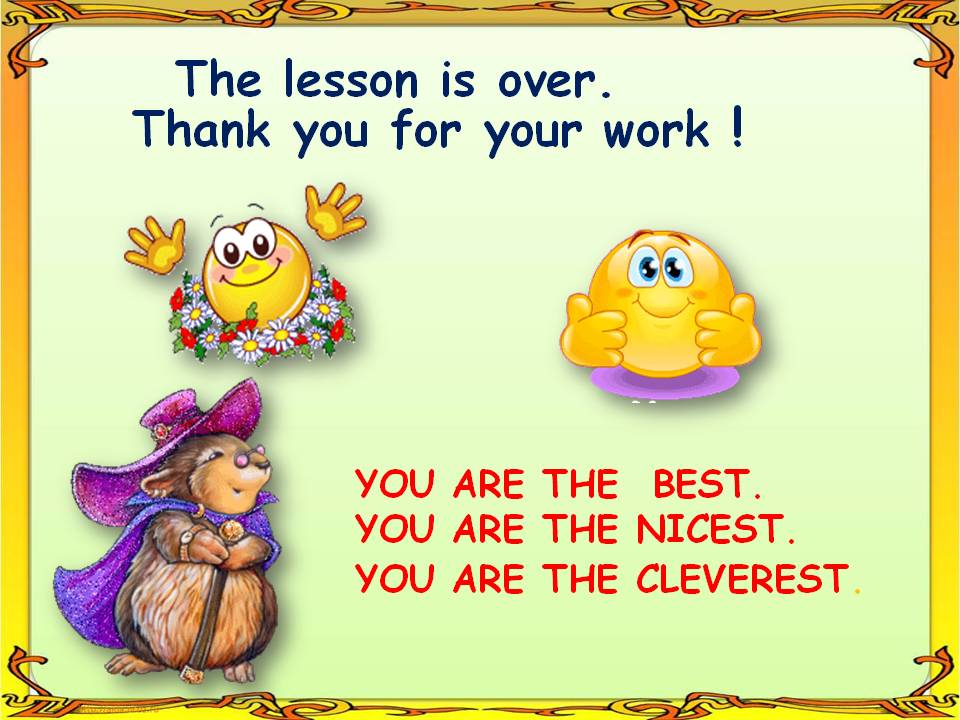 The lesson is over.
Thank you for your work !
YOU ARE THE BEST.
YOU ARE THE NICEST.
YOU ARE THE CLEVEREST.